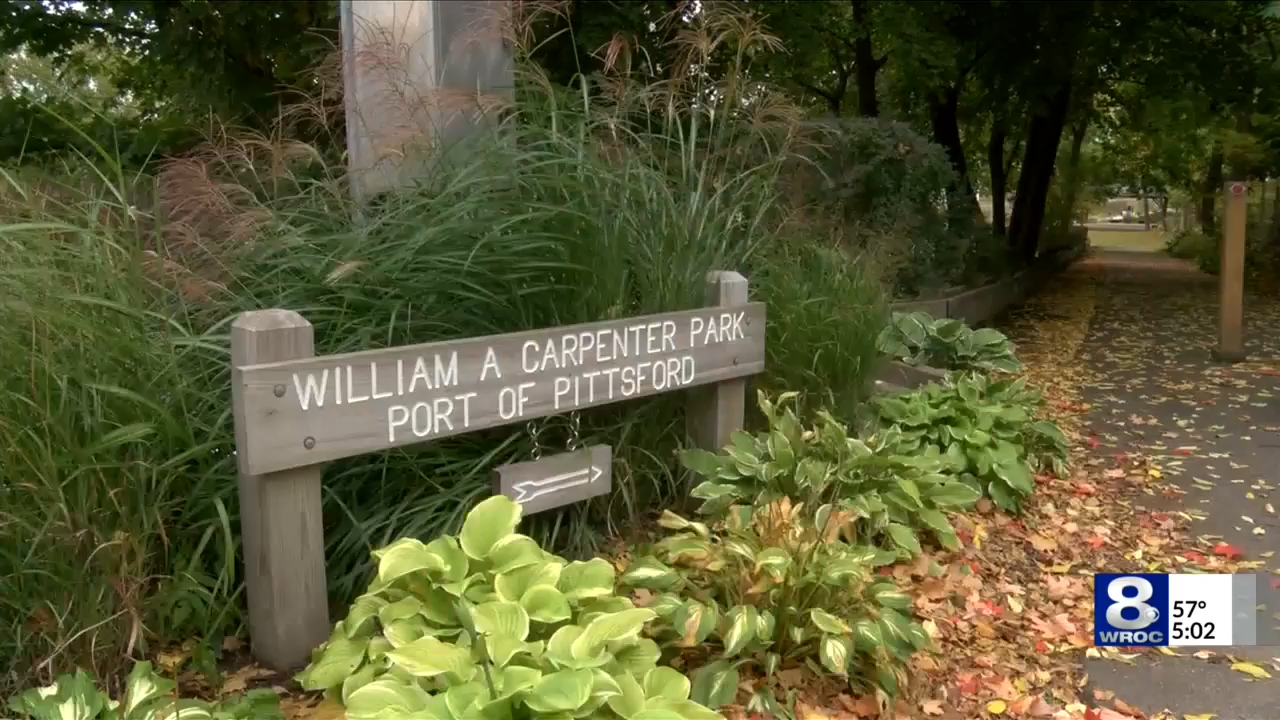 WILLIAM A CARPENTER PARK
PORT OF PITTSFORD
8
WROC
57°
5:02